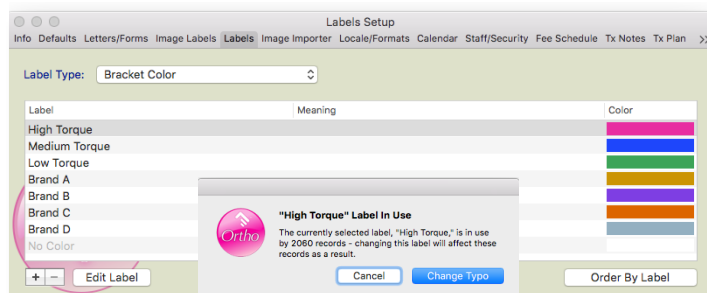 Labels Setup
Info Defaults Letters/Forms Image Labels Labels Image Importer Locale/Formats Calendar Staff/Security Fee Schedule Tx Notes Tx Plan >>
Label Type: Bracket Color
Label Meaning Color
High Torque
Medium Torque
Low Torque
Brand A
Brand B
Brand C
Brand D
No Color
Ortho
"High Torque" Label In Use
The currently selected label, "High Torque," is in use
by 2060 records - changing this label will affect these
records as a result.
Cancel Change Typo
+ - Edit Label Order By Label